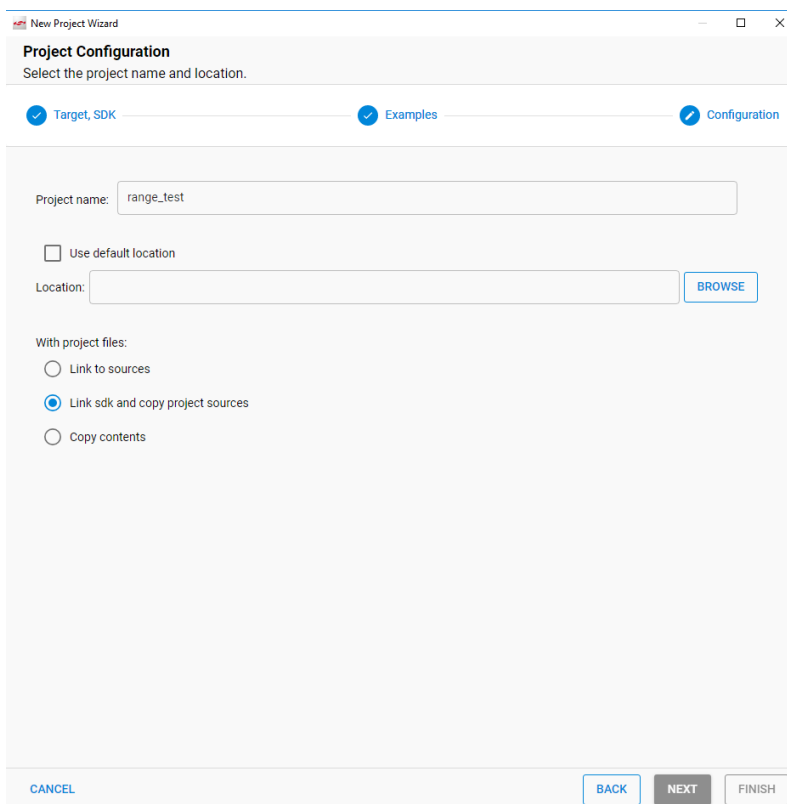 New Project Wizard
Project Configuration
Select the project name and location.
Target, SDK
Examples
Configuration
Project name:
range_test
Use default location
Location:
BROWSE
With project files:
Link to sources
Link sdk and copy project sources
Copy contents
CANCEL
BACK
NEXT
FINISH